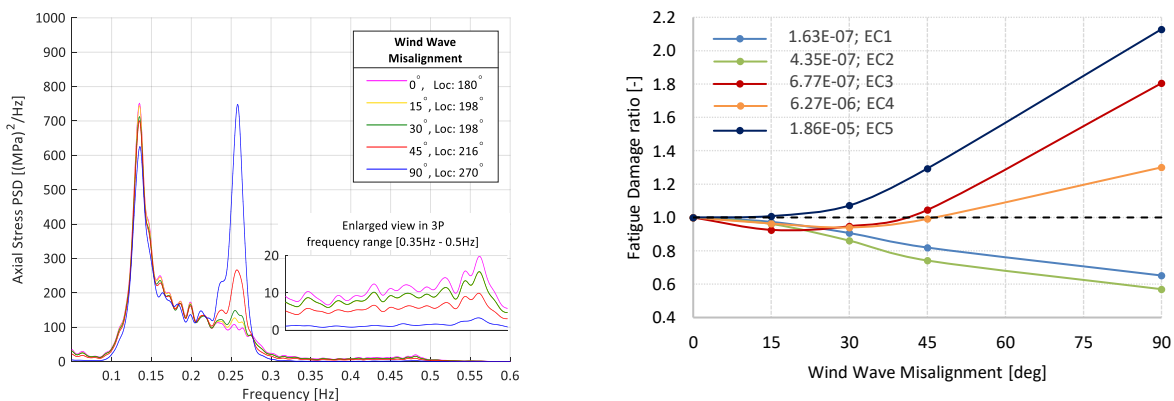 1000
900
800
700
600
500
400
300
200
100
0
Axial Stress PSD [(MPa)²/Hz]
Wind Wave
Misalignment
0°, Loc: 180°
15°, Loc: 198°
30°, Loc: 198°
45°, Loc: 216°
90°, Loc: 270°
Enlarged view in 3P
frequency range [0.35Hz - 0.5Hz]
20
10
0
0.1 0.15 0.2 0.25 0.3 0.35 0.4 0.45 0.5 0.55 0.6
Frequency [Hz]
2.2
2.0
1.8
1.6
1.4
1.2
1.0
0.8
0.6
0.4
Fatigue Damage ratio [-]
1.63E-07; EC1
4.35E-07; EC2
6.77E-07; EC3
6.27E-06; EC4
1.86E-05; EC5
0 15 30 45 60 75 90
Wind Wave Misalignment [deg]